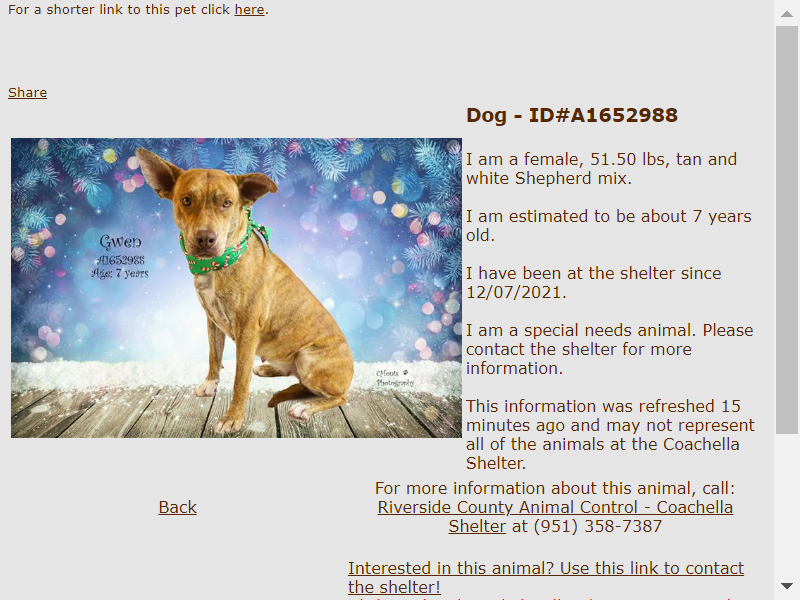 For a shorter link to this pet click here.
Share
Dog - ID#A1652988
Gwen
A1652988
Age: 7 years
CHonts
Photography
I am a female, 51.50 lbs, tan and
white Shepherd mix.
I am estimated to be about 7 years
old.
I have been at the shelter since
12/07/2021.
I am a special needs animal. Please
contact the shelter for more
information.
This information was refreshed 15
minutes ago and may not represent
all of the animals at the Coachella
Shelter.
Back
For more information about this animal, call:
Riverside County Animal Control - Coachella
Shelter at (951) 358-7387
Interested in this animal? Use this link to contact
the shelter!